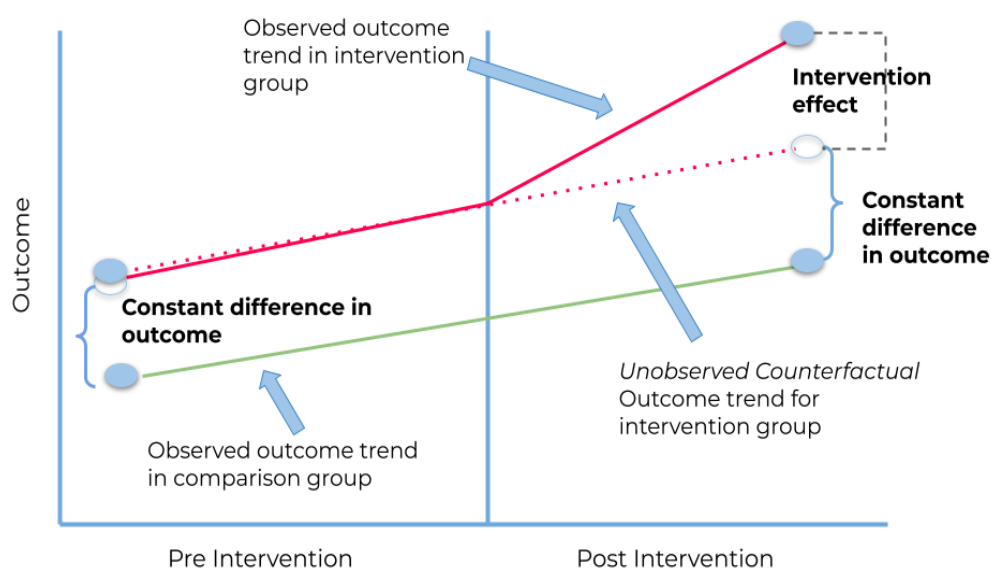 Observed outcome
trend in intervention
group
Intervention
effect
Constant
difference
in outcome
Outcome
Constant difference in
outcome
Unobserved Counterfactual
Outcome trend for
intervention group
Observed outcome trend
in comparison group
Pre Intervention
Post Intervention